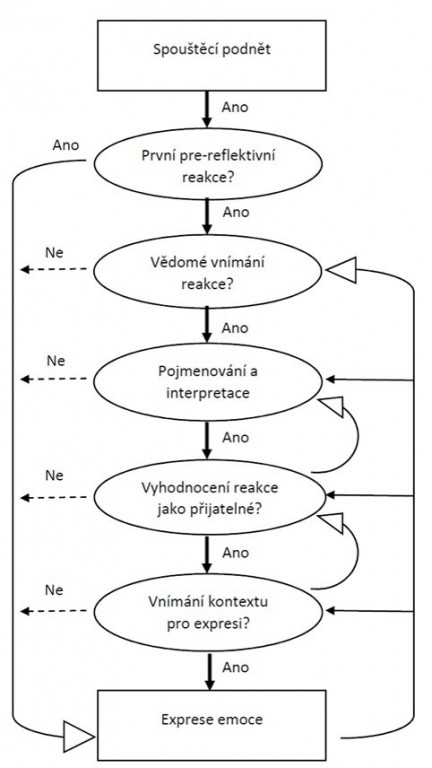 Spouštěcí podnět
Ano
Ano
První pre-reflektivní
reakce?
Ano
Ne
Vědomé vnímání
reakce?
Ano
Ne
Pojmenování a
interpretace
Ano
Ne
Vyhodnocení reakce
jako přijatelné?
Ano
Ne
Vnímání kontextu
pro expresi?
Ano
Exprese emoce